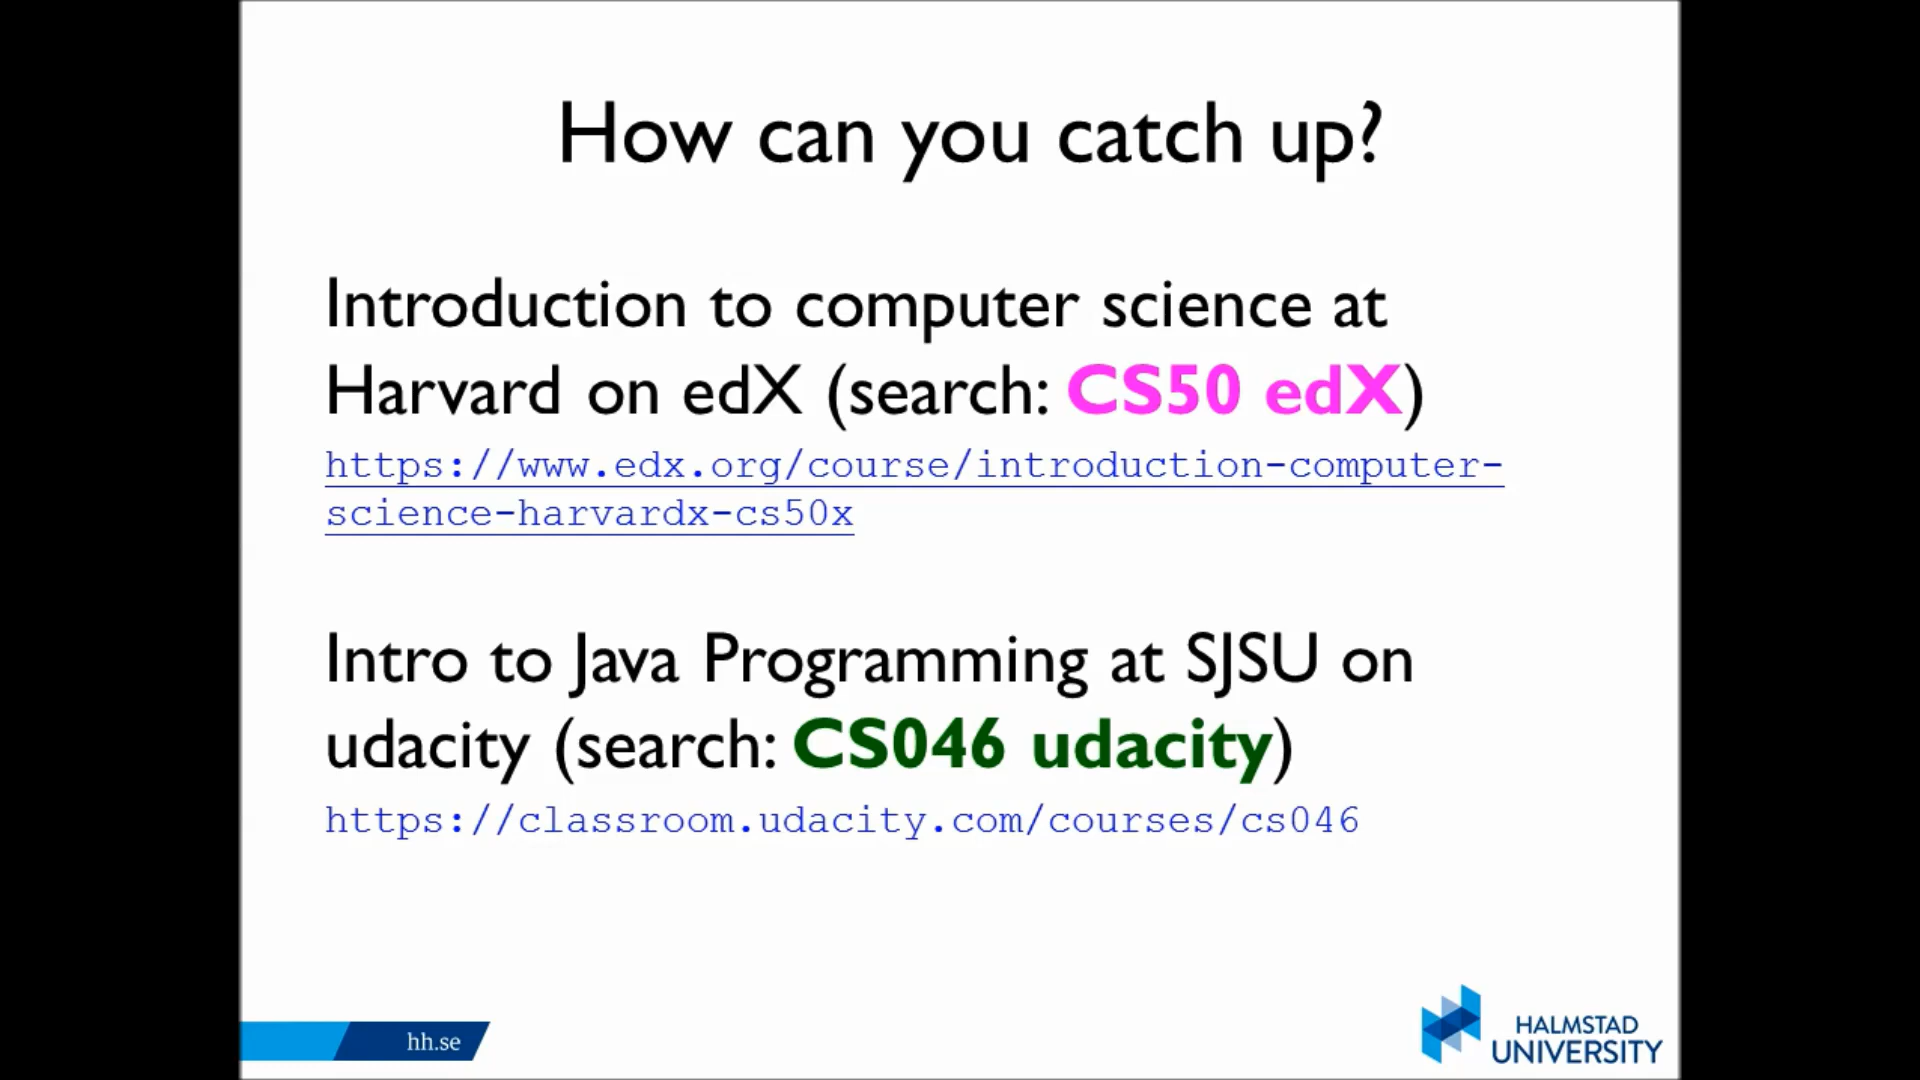 How can you catch up?
Introduction to computer science at
Harvard on edX (search: CS50 edX)
https://www.edx.org/course/introduction-computer-
science-harvardx-cs50x
Intro to Java Programming at SJSU on
udacity (search: CS046 udacity)
https://classroom.udacity.com/courses/cs046
hh.se
HALMSTAD
UNIVERSITY